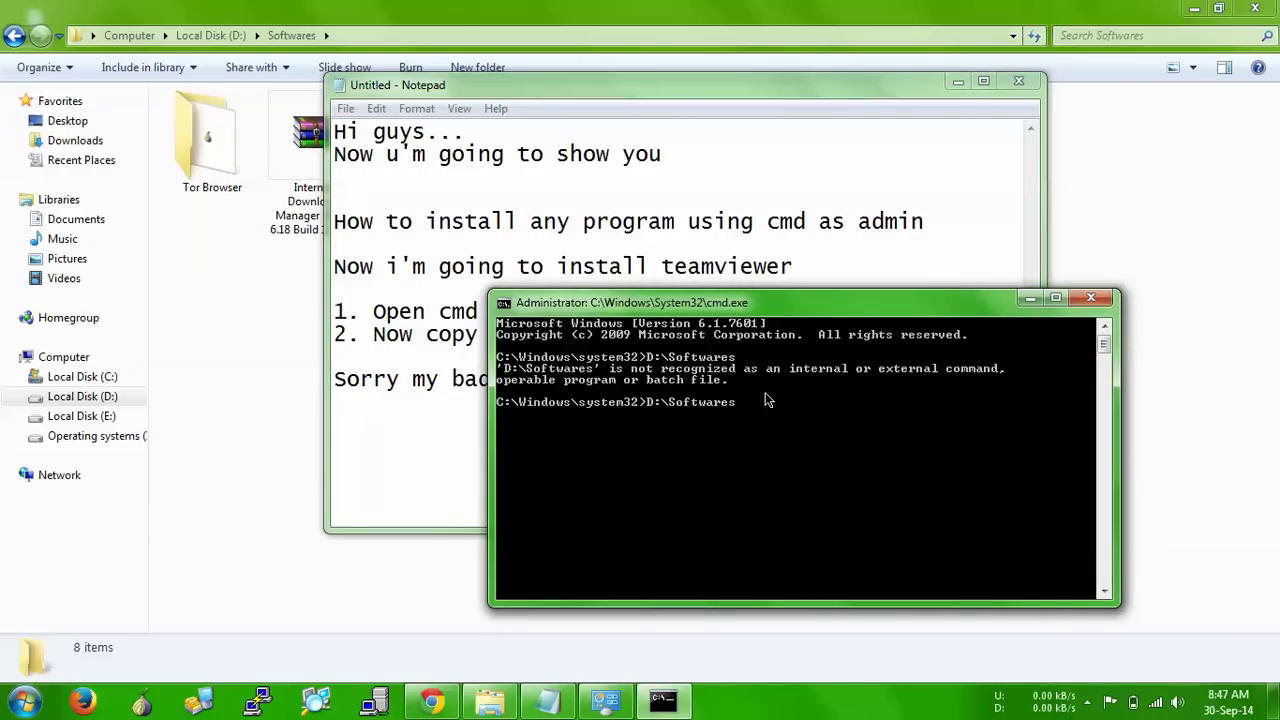 Computer ▸ Local Disk (D:) ▸ Softwares ▸
Search Softwares
Organize Include in library Share with Slide show Burn New folder
Favorites
Desktop
Downloads
Recent Places
Libraries
Documents
Music
Pictures
Videos
Homegroup
Computer
Local Disk (C:)
Local Disk (D:)
Local Disk (E:)
Operating systems (
Network
Tor Browser
Intern
Downlo
Manager
6.18 Build
Untitled - Notepad
File Edit Format View Help
Hi guys...
Now u'm going to show you
How to install any program using cmd as admin
Now i'm going to install teamviewer
1. Open cmd
2. Now copy
Sorry my bad
Administrator: C:\Windows\System32\cmd.exe
Microsoft Windows [Version 6.1.7601]
Copyright (c) 2009 Microsoft Corporation.  All rights reserved.
C:\Windows\system32>D:\Softwares
'D:\Softwares' is not recognized as an internal or external command,
operable program or batch file.
C:\Windows\system32>D:\Softwares
8 items
U: 0.00 kB/s
D: 0.00 kB/s
8:47 AM
30-Sep-14